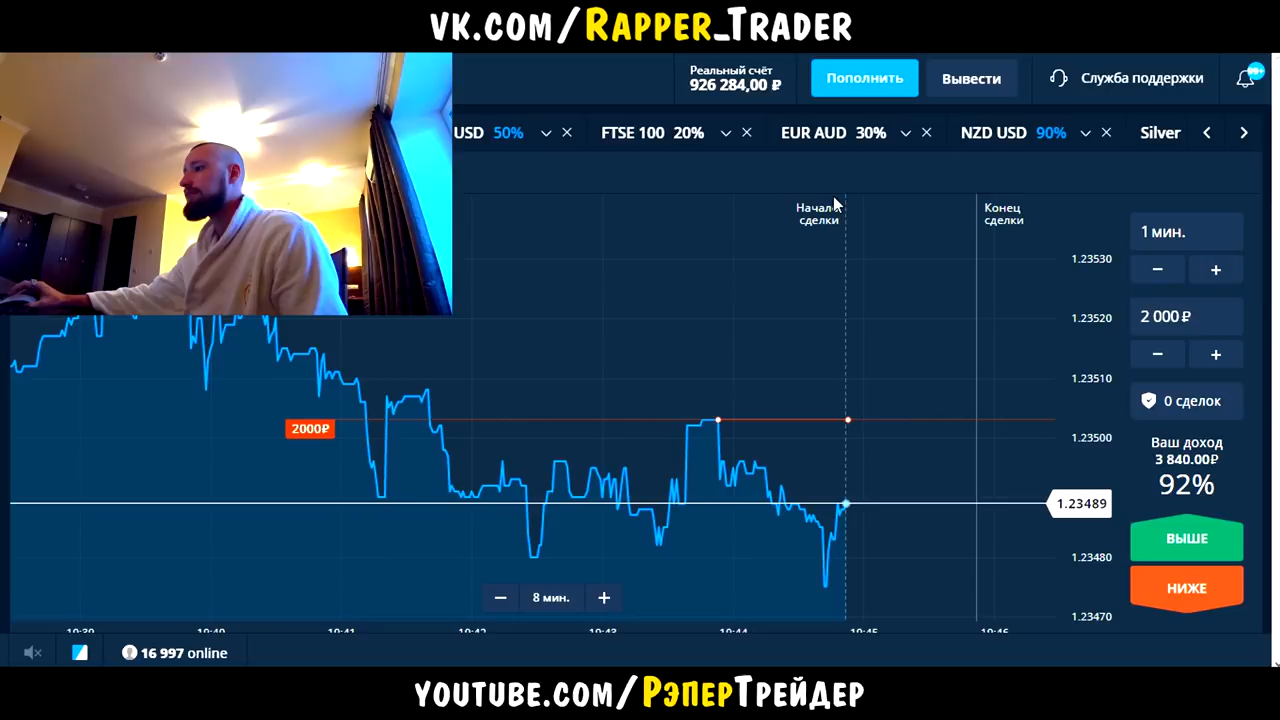 VK.COM/RAPPER_TRADER
Реальный счёт
926 284,00 ₽
Пополнить
Вывести
Служба поддержки
99+
USD 50%
FTSE 100 20%
EUR AUD 30%
NZD USD 90%
Silver
Начало
сделки
Конец
сделки
1 мин.
1.23530
1.23520
2 000 ₽
1.23510
0 сделок
2000₽
1.23500
Ваш доход
3 840.00₽
92%
1.23489
ВЫШЕ
1.23480
НИЖЕ
8 мин.
1.23470
19:39
19:40
19:41
19:42
19:43
19:44
19:45
19:46
16 997 online
YOUTUBE.COM/РЭПЕРТРЕЙДЕР